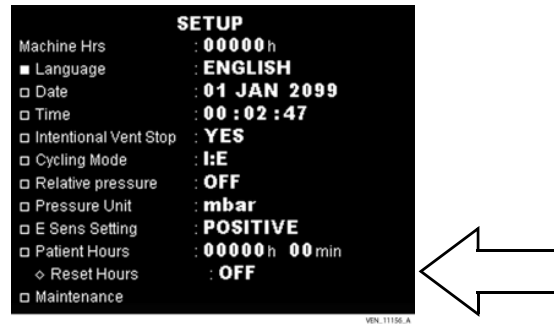 SETUP
Machine Hrs : 00000 h
Language : ENGLISH
Date : 01 JAN 2099
Time : 00 : 02 : 47
Intentional Vent Stop : YES
Cycling Mode : I:E
Relative pressure : OFF
Pressure Unit : mbar
E Sens Setting : POSITIVE
Patient Hours : 00000 h 00 min
Reset Hours : OFF
Maintenance
VEN_11156_A